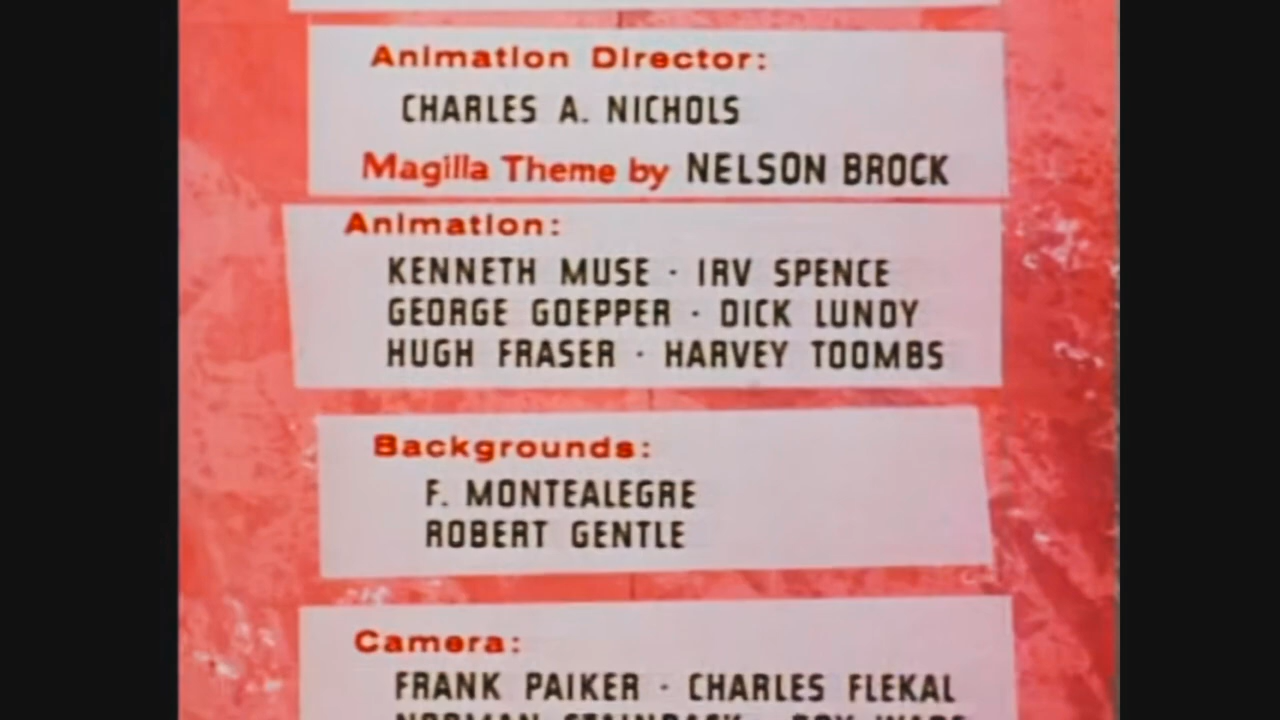 Animation Director:
CHARLES A. NICHOLS
Magilla Theme by NELSON BROCK
Animation:
KENNETH MUSE · IRV SPENCE
GEORGE GOEPPER · DICK LUNDY
HUGH FRASER · HARVEY TOOMBS
Backgrounds:
F. MONTEALEGRE
ROBERT GENTLE
Camera:
FRANK PAIKER · CHARLES FLEKAL